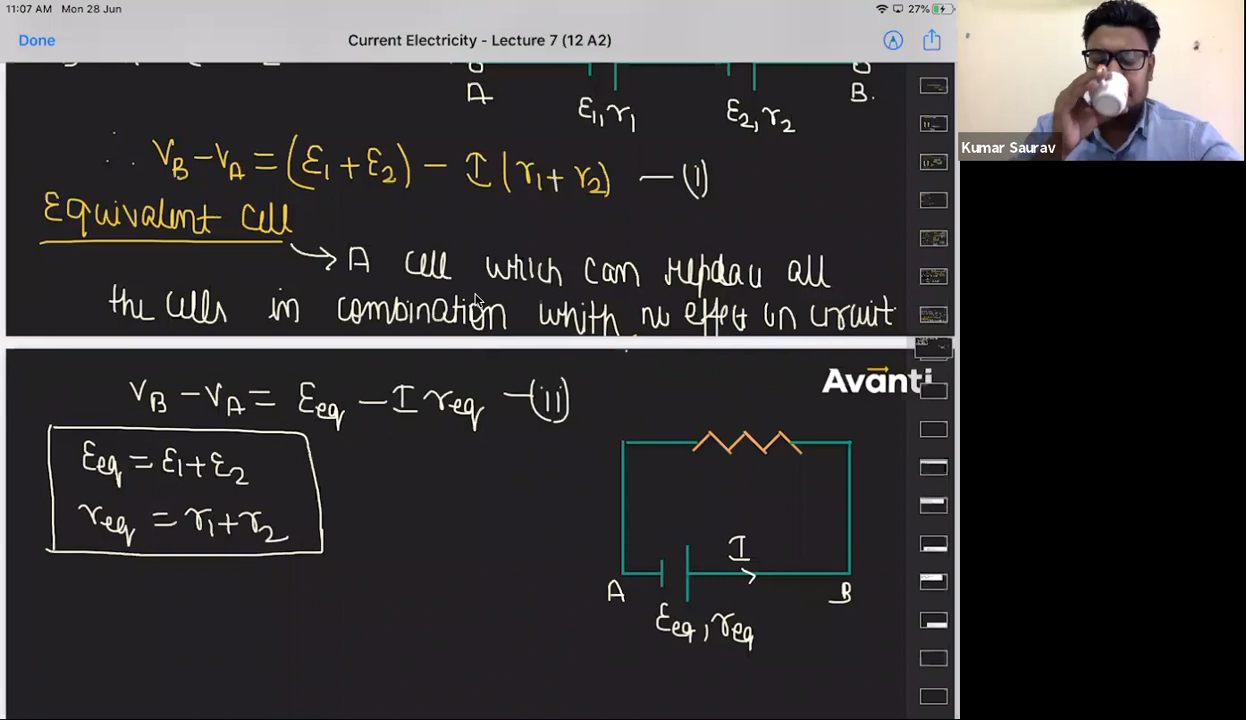 11:07 AM Mon 28 Jun
27%
Done
Current Electricity - Lecture 7 (12 A2)
Kumar Saurav
A
B.
ε1, r1
ε2, r2
∴ VB - VA = (ε1 + ε2) - I (r1 + r2) — (i)
Equivalent cell
→ A cell which can replace all
the cells in combination whith no effect in circuit
VB - VA = εeq - I req — (ii)
Avanti
εeq = ε1 + ε2
req = r1 + r2
I
A
B
εeq, req